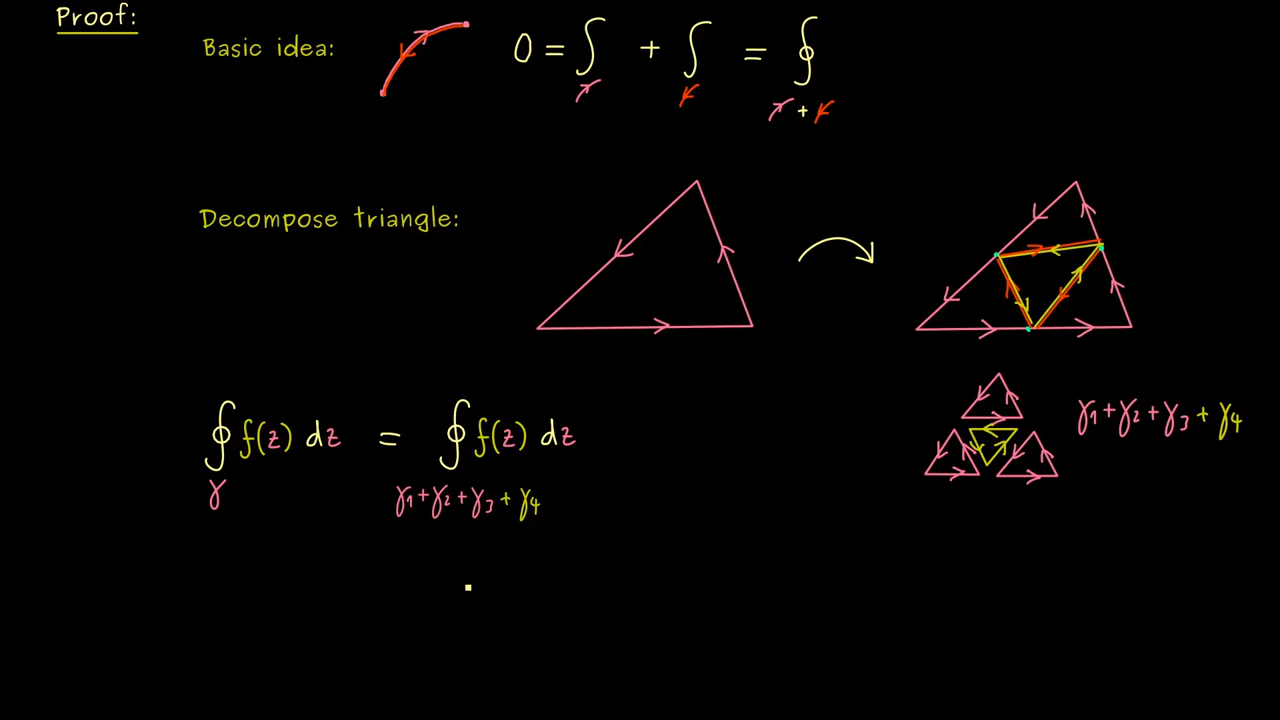 Proof:
Basic idea: 0 = ∫ + ∫ = ∮
+
Decompose triangle:
γ1 + γ2 + γ3 + γ4
∮ f(z) dz = ∮ f(z) dz
γ γ1 + γ2 + γ3 + γ4